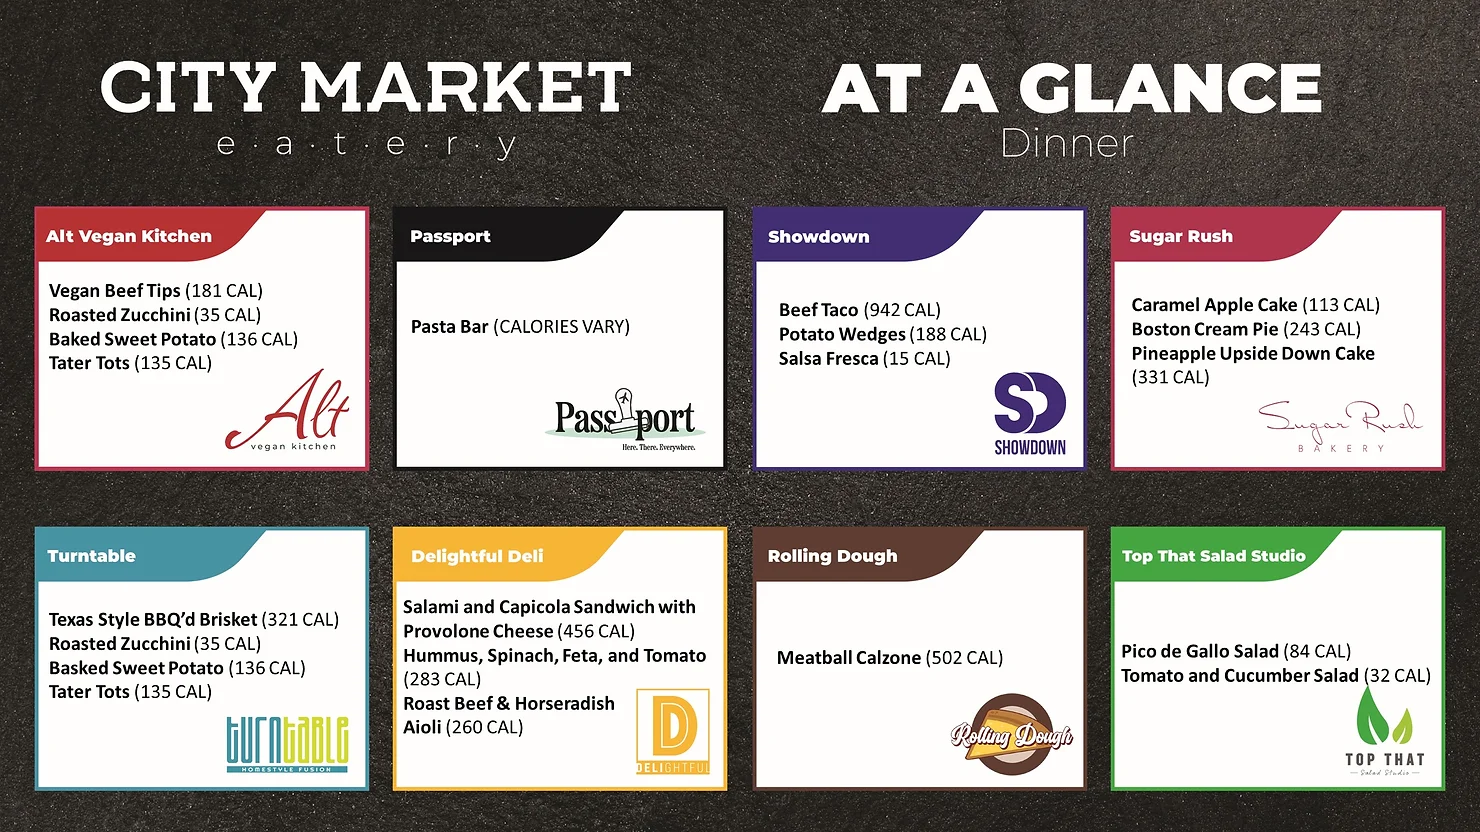 CITY MARKET
e·a·t·e·r·y
AT A GLANCE
Dinner
Alt Vegan Kitchen
Vegan Beef Tips (181 CAL)
Roasted Zucchini (35 CAL)
Baked Sweet Potato (136 CAL)
Tater Tots (135 CAL)
Alt
vegan kitchen
Passport
Pasta Bar (CALORIES VARY)
Passport
Here. There. Everywhere.
Showdown
Beef Taco (942 CAL)
Potato Wedges (188 CAL)
Salsa Fresca (15 CAL)
SD
SHOWDOWN
Sugar Rush
Caramel Apple Cake (113 CAL)
Boston Cream Pie (243 CAL)
Pineapple Upside Down Cake
(331 CAL)
Sugar Rush
BAKERY
Turntable
Texas Style BBQ'd Brisket (321 CAL)
Roasted Zucchini (35 CAL)
Basked Sweet Potato (136 CAL)
Tater Tots (135 CAL)
turntable
HOMESTYLE FUSION
Delightful Deli
Salami and Capicola Sandwich with
Provolone Cheese (456 CAL)
Hummus, Spinach, Feta, and Tomato
(283 CAL)
Roast Beef & Horseradish
Aioli (260 CAL)
D
DELIGHTFUL
Rolling Dough
Meatball Calzone (502 CAL)
Rolling Dough
Top That Salad Studio
Pico de Gallo Salad (84 CAL)
Tomato and Cucumber Salad (32 CAL)
TOP THAT
Salad Studio